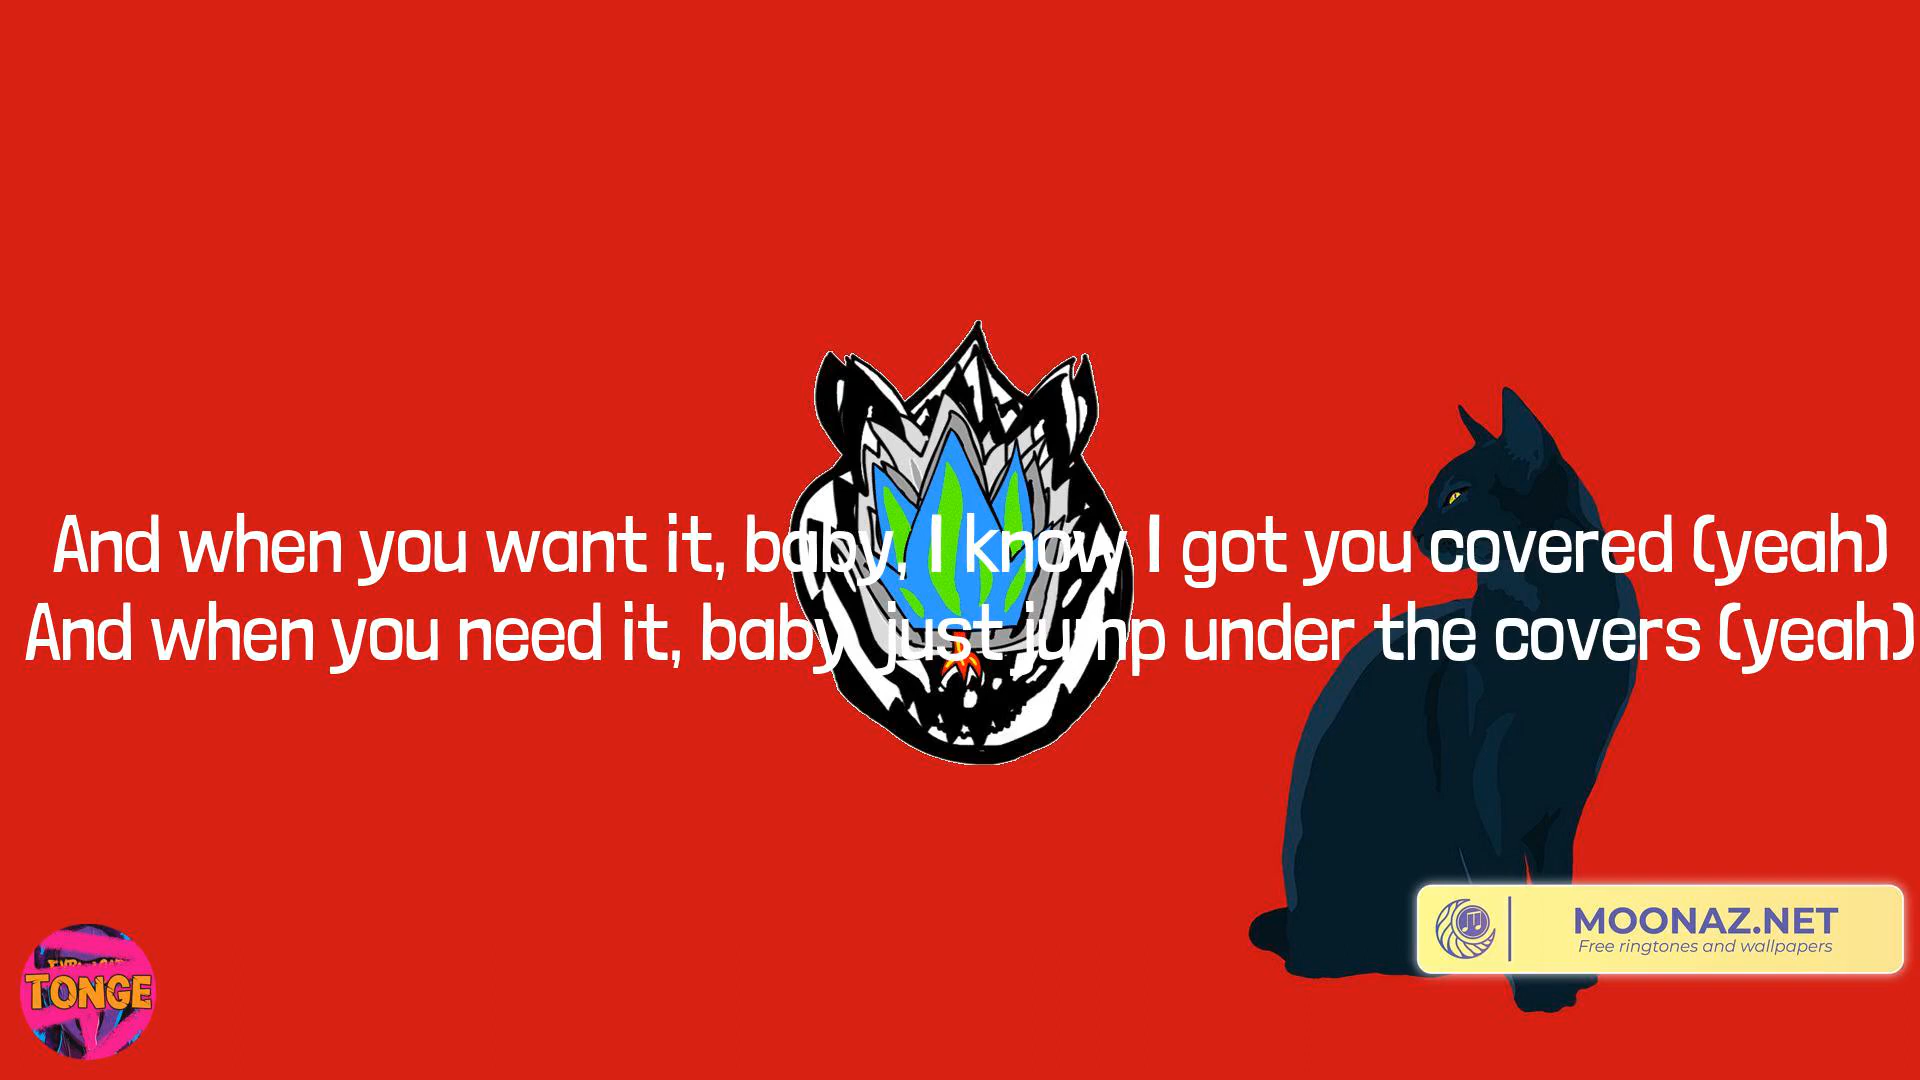 And when you want it, baby, I know I got you covered (yeah)
And when you need it, baby, just jump under the covers (yeah)
MOONAZ.NET
Free ringtones and wallpapers
TONGE